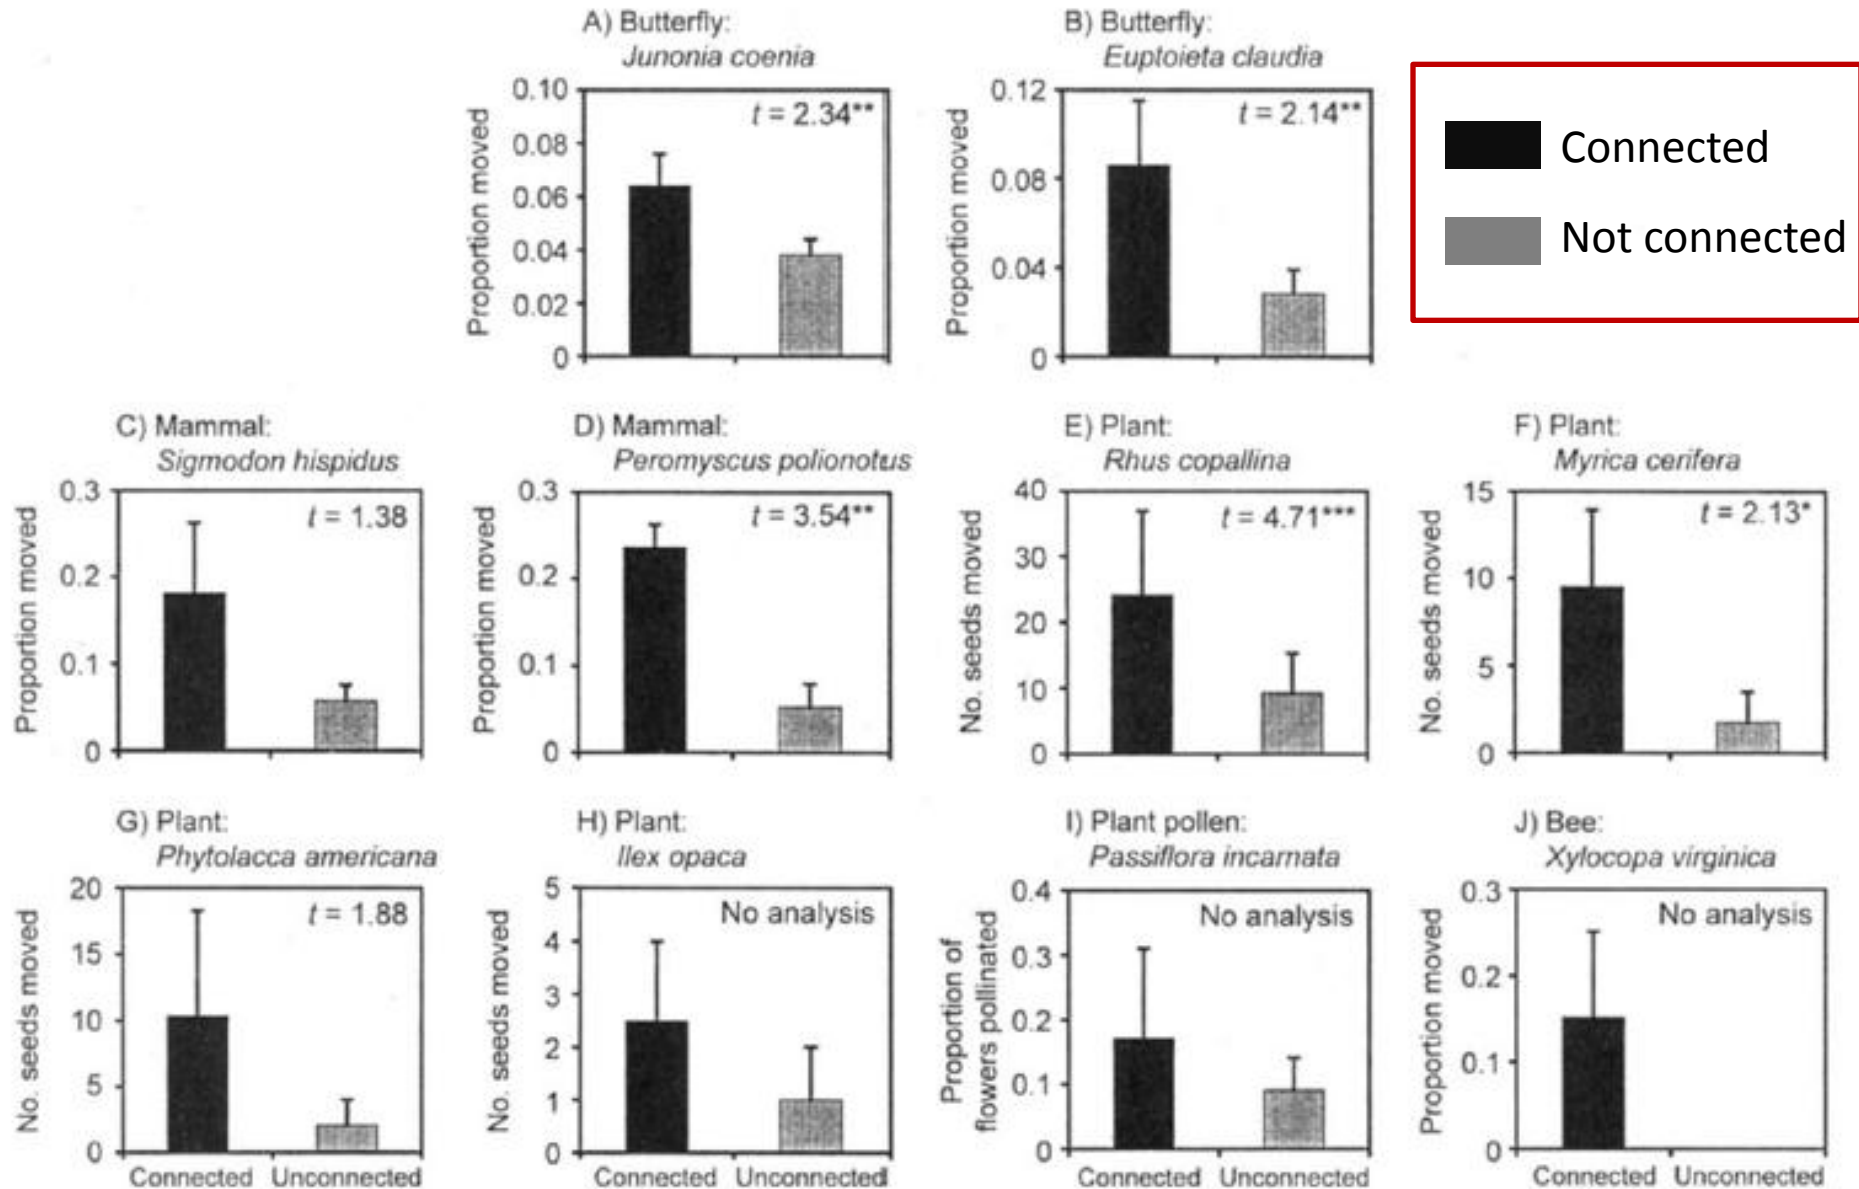 A) Butterfly:
Junonia coenia
Proportion moved
0.10
0.08
0.06
0.04
0.02
0
t = 2.34**
B) Butterfly:
Euptoieta claudia
Proportion moved
0.12
0.08
0.04
0
t = 2.14**
Connected
Not connected
C) Mammal:
Sigmodon hispidus
Proportion moved
0.3
0.2
0.1
0
t = 1.38
D) Mammal:
Peromyscus polionotus
Proportion moved
0.3
0.2
0.1
0
t = 3.54**
E) Plant:
Rhus copallina
No. seeds moved
40
30
20
10
0
t = 4.71***
F) Plant:
Myrica cerifera
No. seeds moved
15
10
5
0
t = 2.13*
G) Plant:
Phytolacca americana
No. seeds moved
20
15
10
5
0
t = 1.88
Connected Unconnected
H) Plant:
Ilex opaca
No. seeds moved
5
4
3
2
1
0
No analysis
Connected Unconnected
I) Plant pollen:
Passiflora incarnata
Proportion of
flowers pollinated
0.4
0.3
0.2
0.1
0
No analysis
Connected Unconnected
J) Bee:
Xylocopa virginica
Proportion moved
0.3
0.2
0.1
0
No analysis
Connected Unconnected